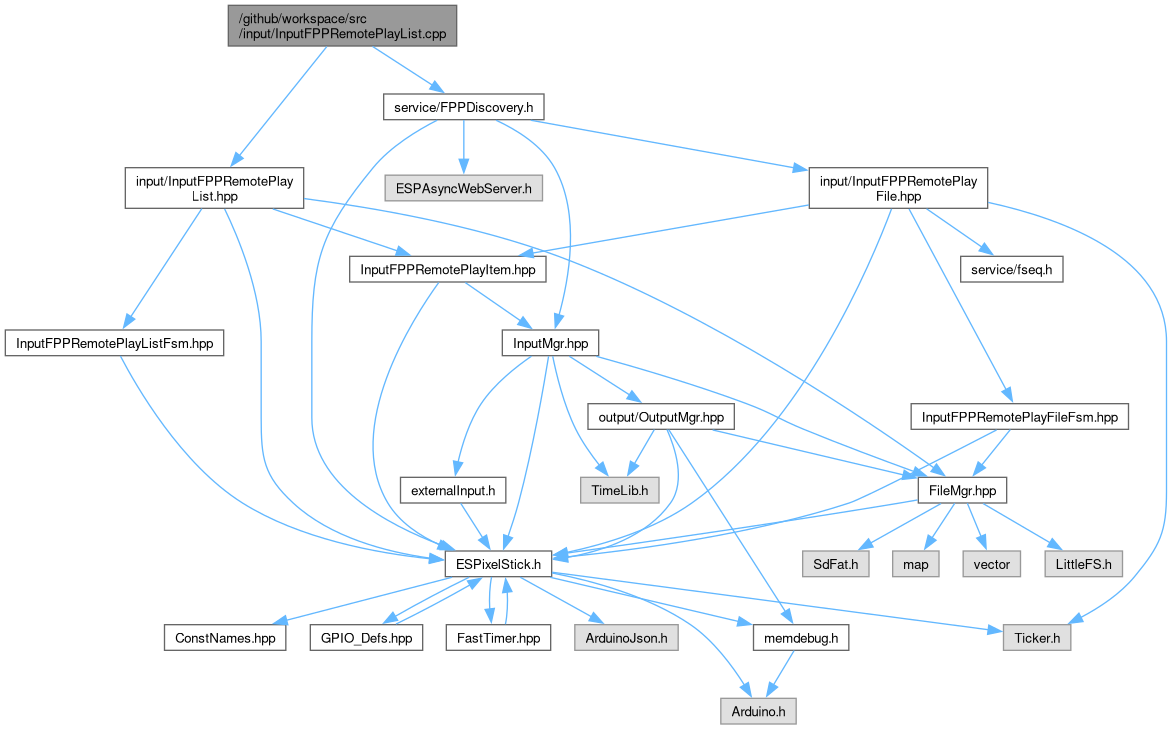 /github/workspace/src
/input/InputFPPRemotePlayList.cpp
service/FPPDiscovery.h
input/InputFPPRemotePlay
List.hpp
ESPAsyncWebServer.h
input/InputFPPRemotePlay
File.hpp
InputFPPRemotePlayItem.hpp
service/fseq.h
InputFPPRemotePlayListFsm.hpp
InputMgr.hpp
output/OutputMgr.hpp
InputFPPRemotePlayFileFsm.hpp
externalInput.h
TimeLib.h
FileMgr.hpp
ESPixelStick.h
SdFat.h
map
vector
LittleFS.h
ConstNames.hpp
GPIO_Defs.hpp
FastTimer.hpp
ArduinoJson.h
memdebug.h
Ticker.h
Arduino.h